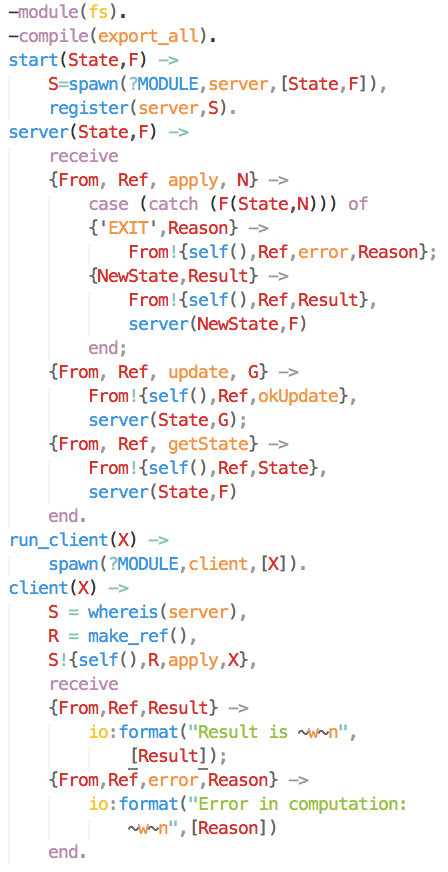 -module(fs).
-compile(export_all).
start(State,F) ->
    S=spawn(?MODULE,server,[State,F]),
    register(server,S).
server(State,F) ->
    receive
    {From, Ref, apply, N} ->
        case (catch (F(State,N))) of
        {'EXIT',Reason} ->
            From!{self(),Ref,error,Reason};
        {NewState,Result} ->
            From!{self(),Ref,Result},
            server(NewState,F)
        end;
    {From, Ref, update, G} ->
        From!{self(),Ref,okUpdate},
        server(State,G);
    {From, Ref, getState} ->
        From!{self(),Ref,State},
        server(State,F)
    end.
run_client(X) ->
    spawn(?MODULE,client,[X]).
client(X) ->
    S = whereis(server),
    R = make_ref(),
    S!{self(),R,apply,X},
    receive
    {From,Ref,Result} ->
        io:format("Result is ~w~n",
            [Result]);
    {From,Ref,error,Reason} ->
        io:format("Error in computation:
            ~w~n",[Reason])
    end.